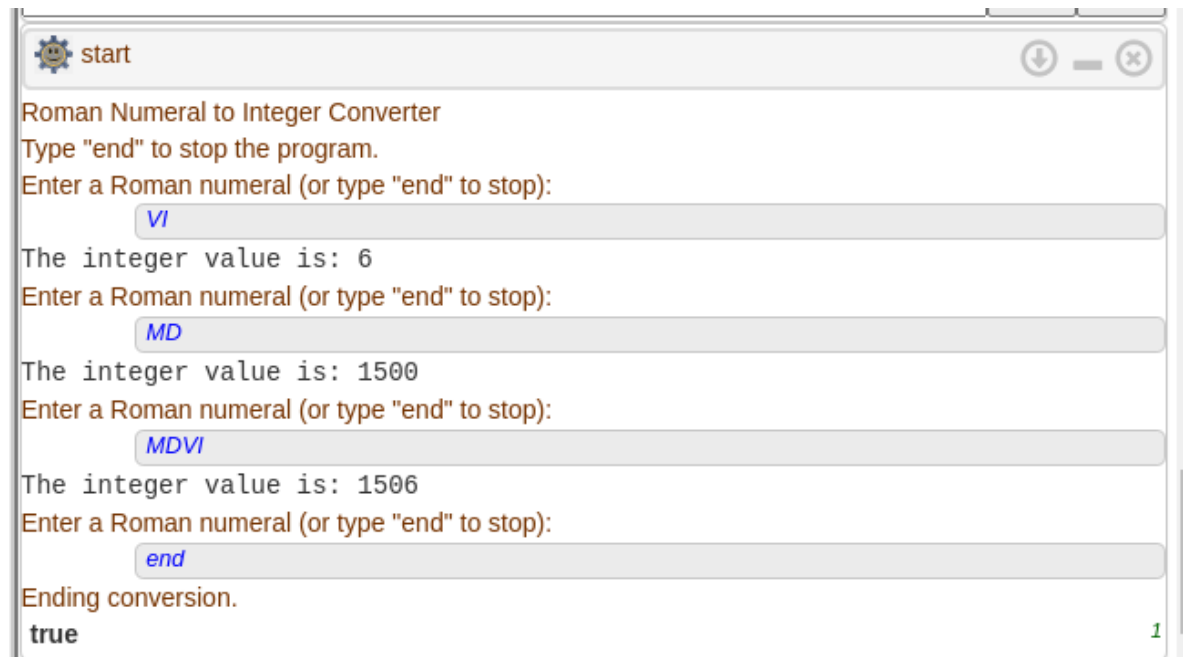 start
Roman Numeral to Integer Converter
Type "end" to stop the program.
Enter a Roman numeral (or type "end" to stop):
VI
The integer value is: 6
Enter a Roman numeral (or type "end" to stop):
MD
The integer value is: 1500
Enter a Roman numeral (or type "end" to stop):
MDVI
The integer value is: 1506
Enter a Roman numeral (or type "end" to stop):
end
Ending conversion.
true 1